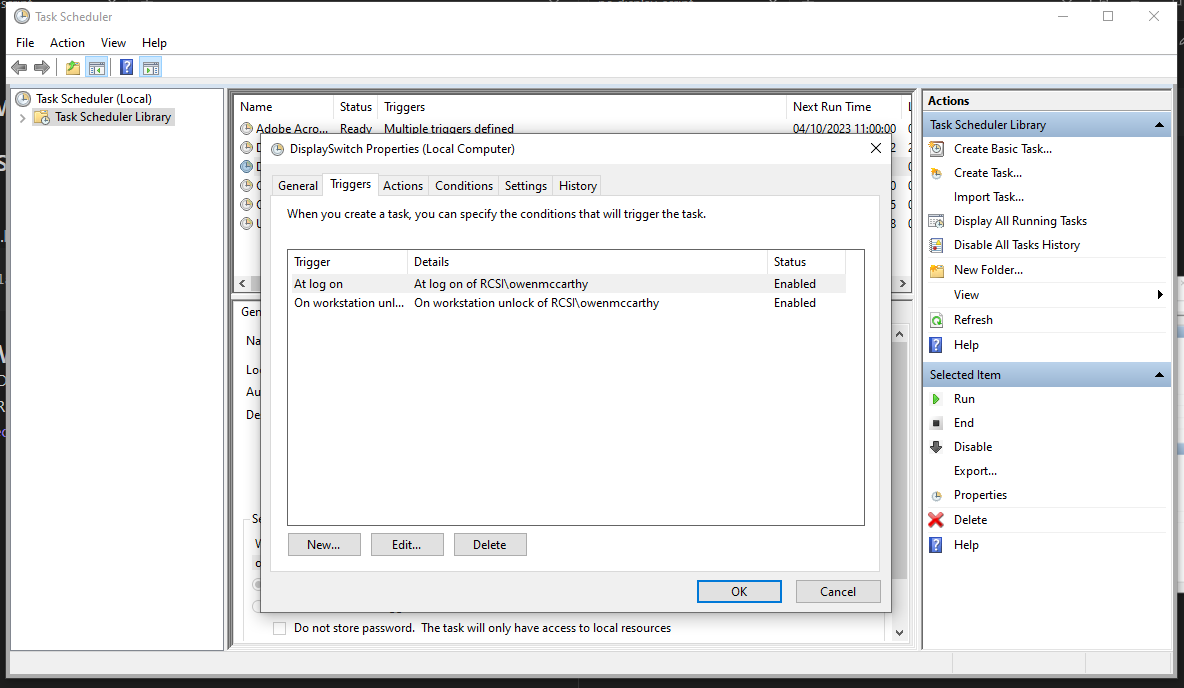 Task Scheduler
File Action View Help
Task Scheduler (Local)
Task Scheduler Library
Name Status Triggers Next Run Time
Adobe Acro... Ready Multiple triggers defined 04/10/2023 11:00:00
DisplaySwitch Properties (Local Computer)
General Triggers Actions Conditions Settings History
When you create a task, you can specify the conditions that will trigger the task.
Trigger Details Status
At log on At log on of RCSI\owenmccarthy Enabled
On workstation unl... On workstation unlock of RCSI\owenmccarthy Enabled
New... Edit... Delete
OK Cancel
Do not store password. The task will only have access to local resources
Actions
Task Scheduler Library
Create Basic Task...
Create Task...
Import Task...
Display All Running Tasks
Disable All Tasks History
New Folder...
View
Refresh
Help
Selected Item
Run
End
Disable
Export...
Properties
Delete
Help